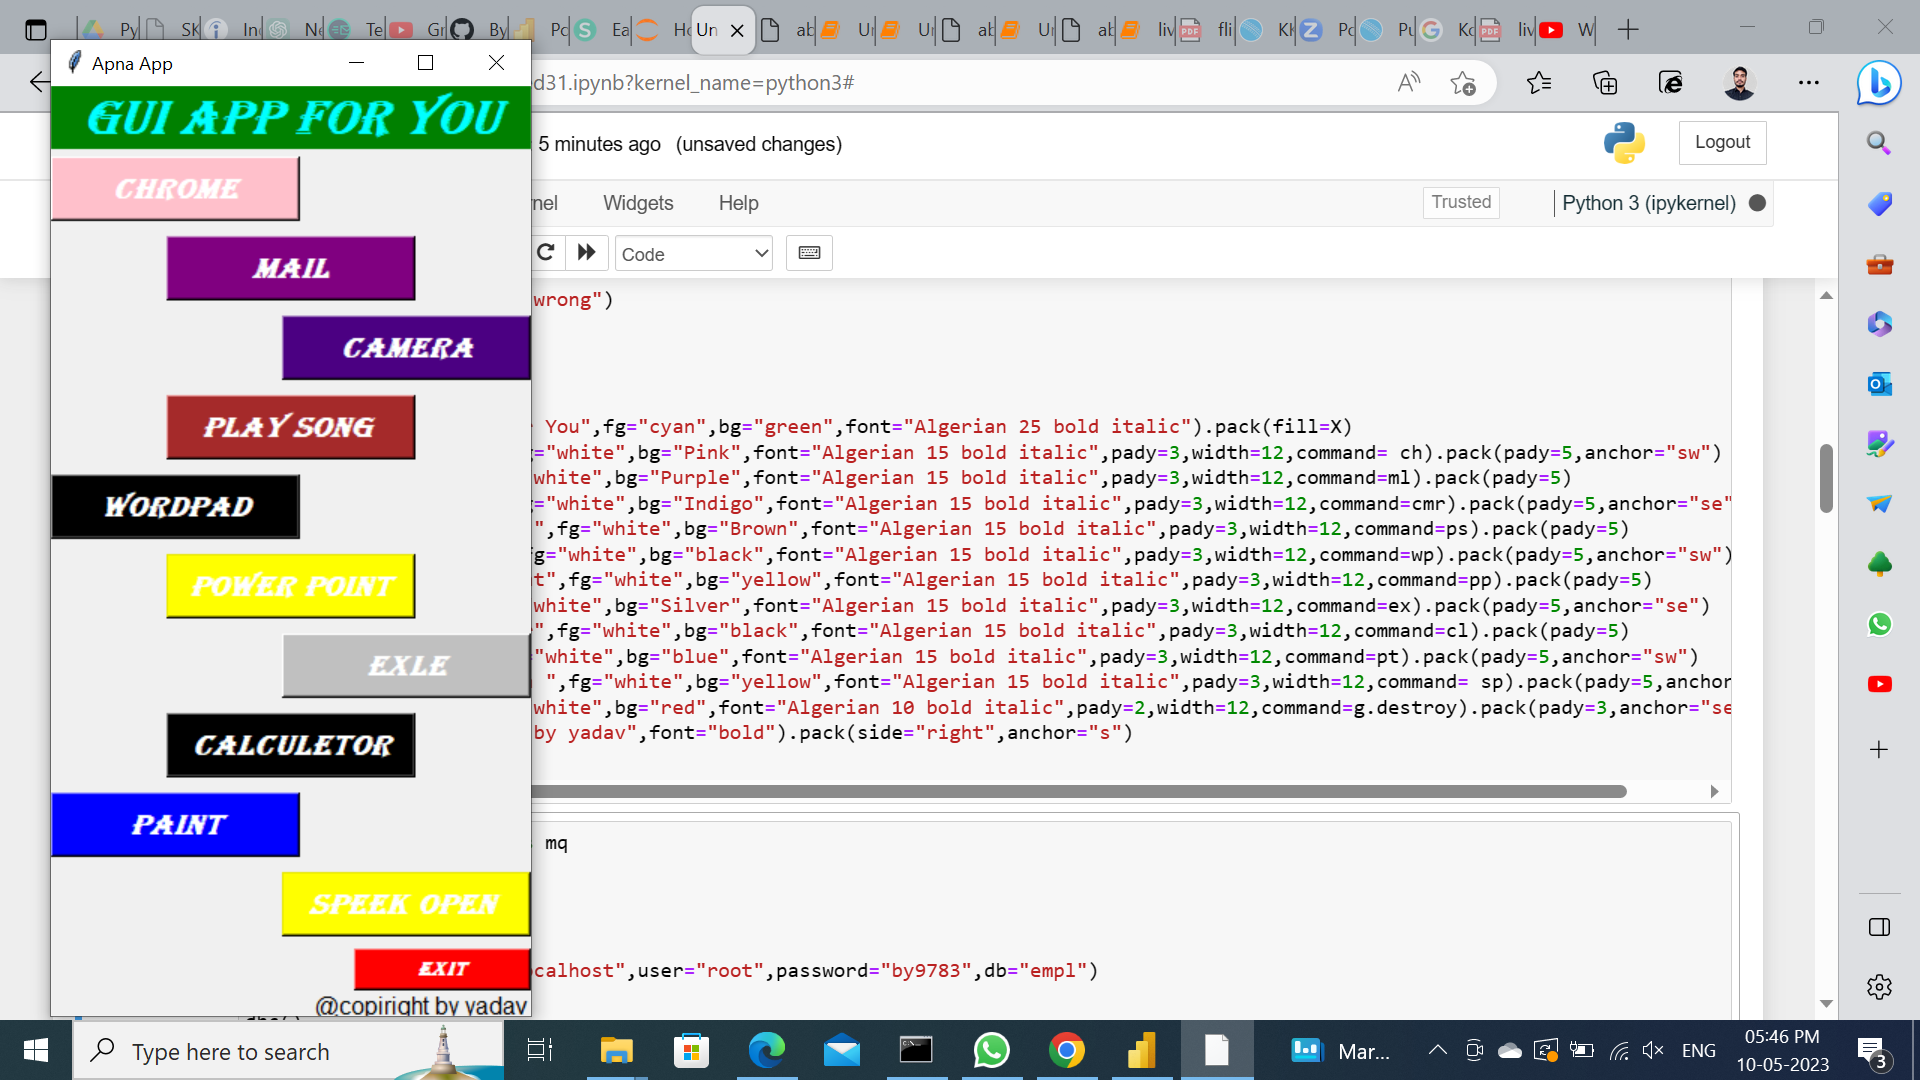 Py SK In Ne Te Gr By Po Ea Ho Un ab Un Un ab Un ab liv fli Kk Po Pu Ko liv W
Apna App
d31.ipynb?kernel_name=python3#
GUI APP FOR YOU
5 minutes ago (unsaved changes)
Logout
CHROME
nel Widgets Help Trusted Python 3 (ipykernel)
MAIL
Code
CAMERA
PLAY SONG
WORDPAD
POWER POINT
EXLE
CALCULETOR
PAINT
SPEEK OPEN
EXIT
@copiright by yadav
wrong")
You",fg="cyan",bg="green",font="Algerian 25 bold italic").pack(fill=X)
="white",bg="Pink",font="Algerian 15 bold italic",pady=3,width=12,command= ch).pack(pady=5,anchor="sw")
white",bg="Purple",font="Algerian 15 bold italic",pady=3,width=12,command=ml).pack(pady=5)
="white",bg="Indigo",font="Algerian 15 bold italic",pady=3,width=12,command=cmr).pack(pady=5,anchor="se"
",fg="white",bg="Brown",font="Algerian 15 bold italic",pady=3,width=12,command=ps).pack(pady=5)
fg="white",bg="black",font="Algerian 15 bold italic",pady=3,width=12,command=wp).pack(pady=5,anchor="sw")
t",fg="white",bg="yellow",font="Algerian 15 bold italic",pady=3,width=12,command=pp).pack(pady=5)
white",bg="Silver",font="Algerian 15 bold italic",pady=3,width=12,command=ex).pack(pady=5,anchor="se")
",fg="white",bg="black",font="Algerian 15 bold italic",pady=3,width=12,command=cl).pack(pady=5)
="white",bg="blue",font="Algerian 15 bold italic",pady=3,width=12,command=pt).pack(pady=5,anchor="sw")
",fg="white",bg="yellow",font="Algerian 15 bold italic",pady=3,width=12,command= sp).pack(pady=5,anchor
white",bg="red",font="Algerian 10 bold italic",pady=2,width=12,command=g.destroy).pack(pady=3,anchor="se
by yadav",font="bold").pack(side="right",anchor="s")
mq
ocalhost",user="root",password="by9783",db="empl")
Type here to search
Mar...
ENG
05:46 PM
10-05-2023
3